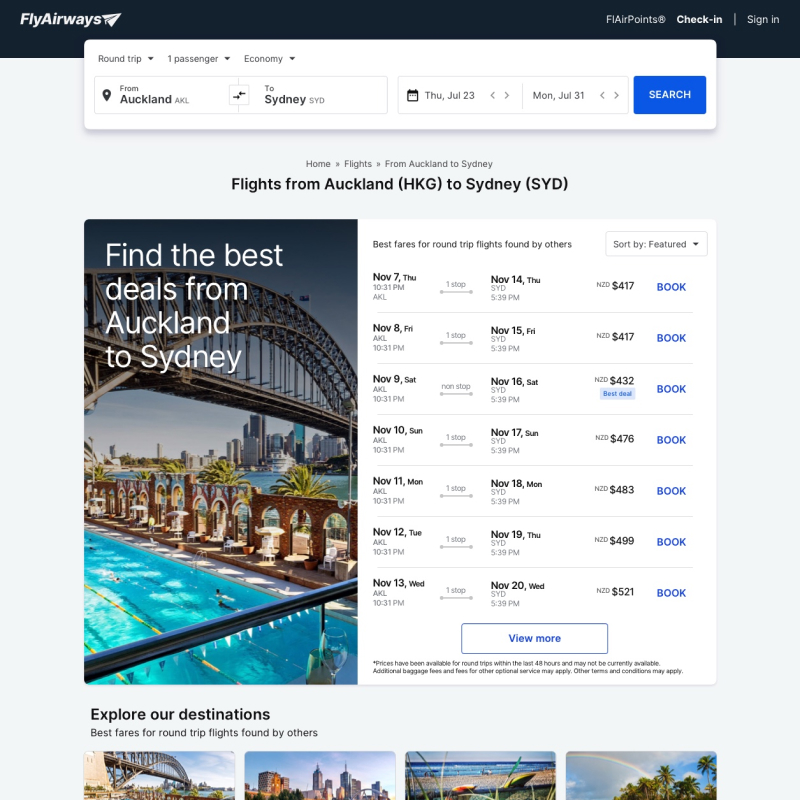 FlyAirways
FlAirPoints® Check-in | Sign in
Round trip 1 passenger Economy
From
Auckland AKL
To
Sydney SYD
Thu, Jul 23
Mon, Jul 31
SEARCH
Home » Flights » From Auckland to Sydney
Flights from Auckland (HKG) to Sydney (SYD)
Find the best
deals from
Auckland
to Sydney
Best fares for round trip flights found by others
Sort by: Featured
Nov 7, Thu
10:31 PM
AKL
1 stop
Nov 14, Thu
SYD
5:39 PM
NZD $417
BOOK
Nov 8, Fri
AKL
10:31 PM
1 stop
Nov 15, Fri
SYD
5:39 PM
NZD $417
BOOK
Nov 9, Sat
AKL
10:31 PM
non stop
Nov 16, Sat
SYD
5:39 PM
NZD $432
Best deal
BOOK
Nov 10, Sun
AKL
10:31 PM
1 stop
Nov 17, Sun
SYD
5:39 PM
NZD $476
BOOK
Nov 11, Mon
AKL
10:31 PM
1 stop
Nov 18, Mon
SYD
5:39 PM
NZD $483
BOOK
Nov 12, Tue
AKL
10:31 PM
1 stop
Nov 19, Thu
SYD
5:39 PM
NZD $499
BOOK
Nov 13, Wed
AKL
10:31 PM
1 stop
Nov 20, Wed
SYD
5:39 PM
NZD $521
BOOK
View more
*Prices have been available for round trips within the last 48 hours and may not be currently available.
Additional baggage fees and fees for other optional service may apply. Other terms and conditions may apply.
Explore our destinations
Best fares for round trip flights found by others